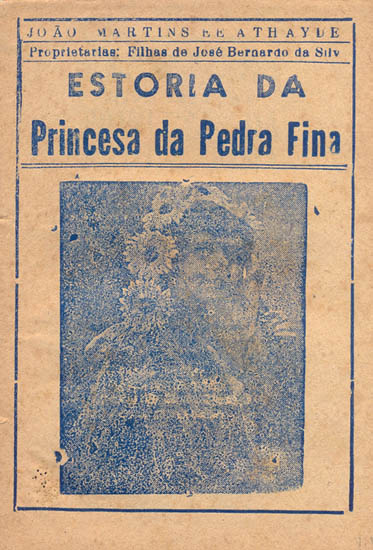 JOÃO MARTINS DE ATHAYDE
Proprietarias: Filhas de José Bernardo da Silv
ESTORIA DA
Princesa da Pedra Fina